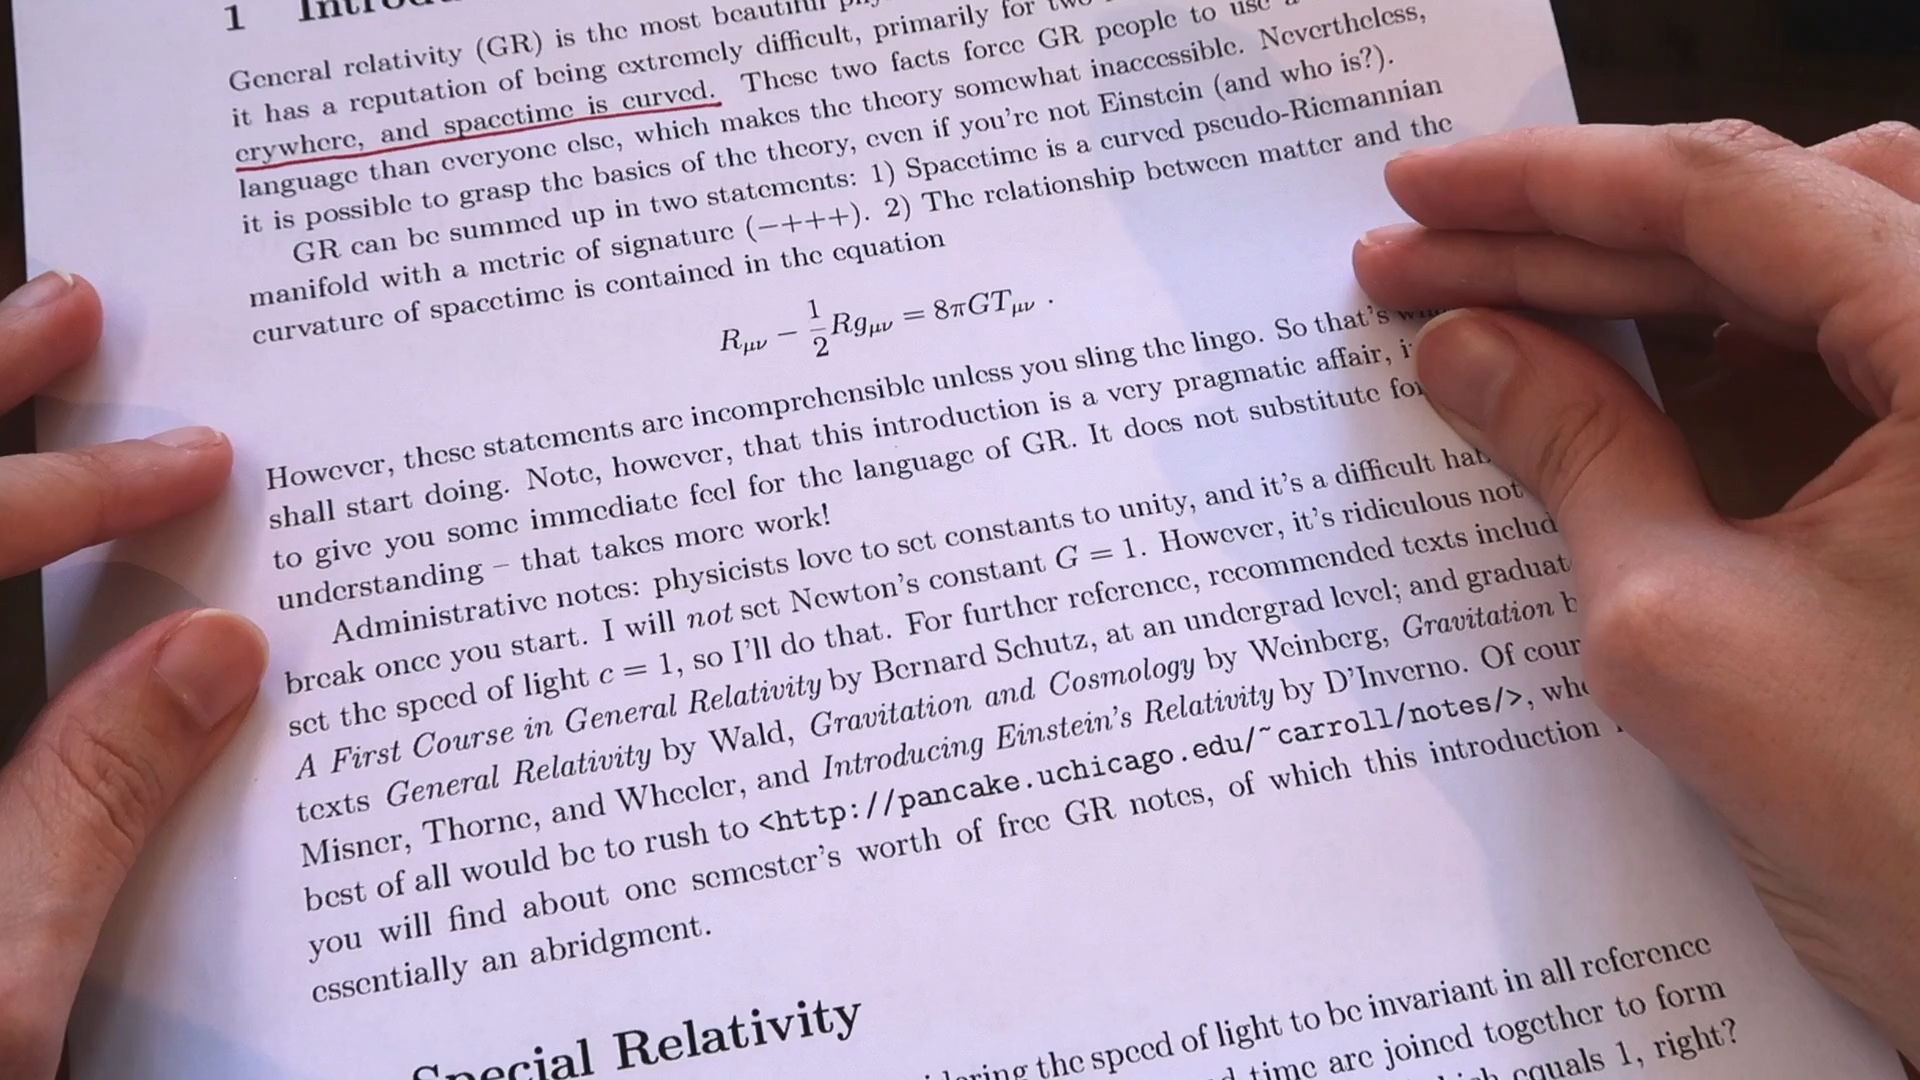 1
General relativity (GR) is the most beautiful
it has a reputation of being extremely difficult, primarily for two
erywhere, and spacetime is curved. These two facts force GR people to use a
language than everyone else, which makes the theory somewhat inaccessible. Nevertheless,
it is possible to grasp the basics of the theory, even if you're not Einstein (and who is?).
GR can be summed up in two statements: 1) Spacetime is a curved pseudo-Riemannian
manifold with a metric of signature (−+++). 2) The relationship between matter and the
curvature of spacetime is contained in the equation
Rμν − 1/2 Rgμν = 8πGTμν .
However, these statements are incomprehensible unless you sling the lingo. So that's
shall start doing. Note, however, that this introduction is a very pragmatic affair,
to give you some immediate feel for the language of GR. It does not substitute for
understanding – that takes more work!
Administrative notes: physicists love to set constants to unity, and it's a difficult
break once you start. I will not set Newton's constant G = 1. However, it's ridiculous not
set the speed of light c = 1, so I'll do that. For further reference, recommended texts includ
A First Course in General Relativity by Bernard Schutz, at an undergrad level; and graduat
texts General Relativity by Wald, Gravitation and Cosmology by Weinberg, Gravitation b
Misner, Thorne, and Wheeler, and Introducing Einstein's Relativity by D'Inverno. Of cour
best of all would be to rush to <http://pancake.uchicago.edu/~carroll/notes/>, whe
you will find about one semester's worth of free GR notes, of which this introduction
essentially an abridgment.
Special Relativity
the speed of light to be invariant in all reference
time are joined together to form
equals 1, right?